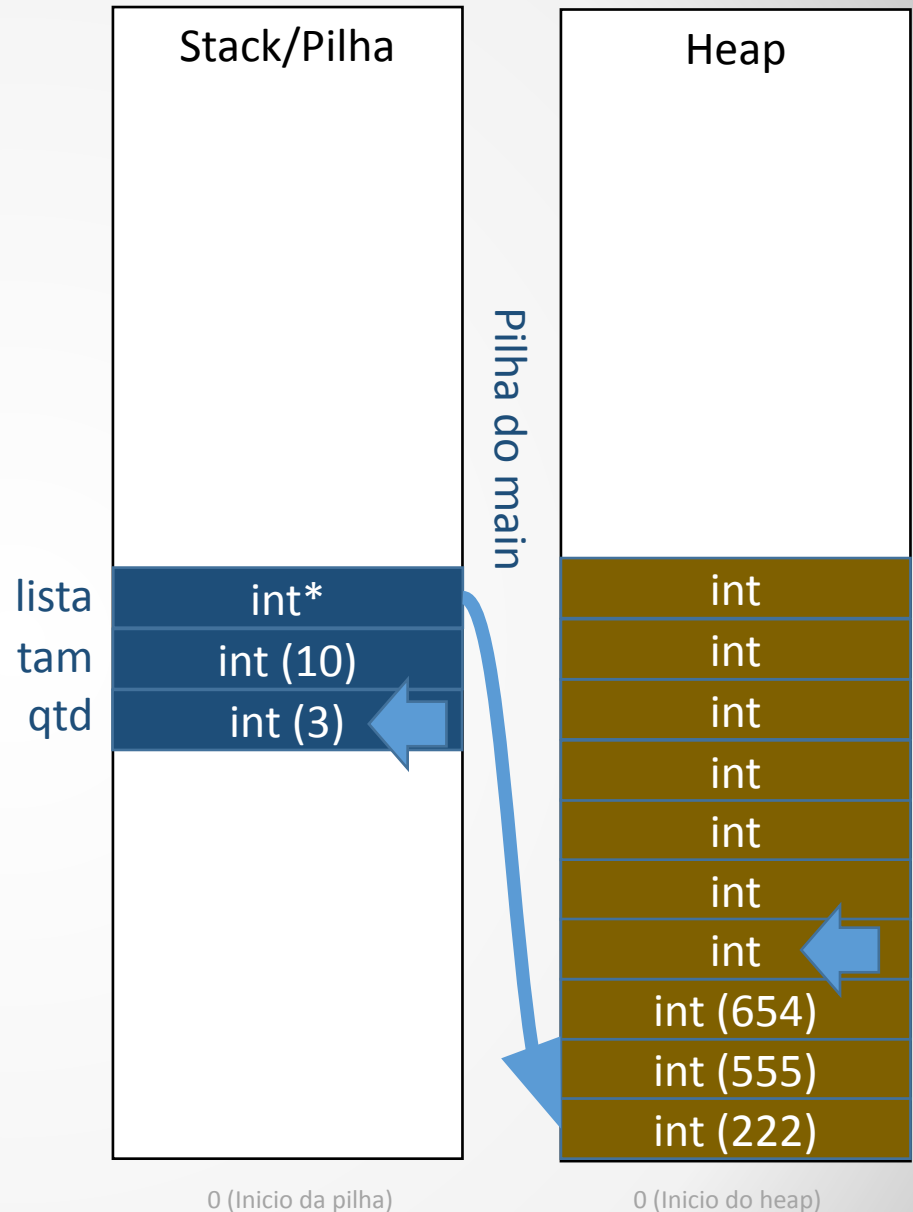 Stack/Pilha
Heap
Pilha do main
lista
int*
tam
int (10)
qtd
int (3)
int
int
int
int
int
int
int
int (654)
int (555)
int (222)
0 (Inicio da pilha)
0 (Inicio do heap)